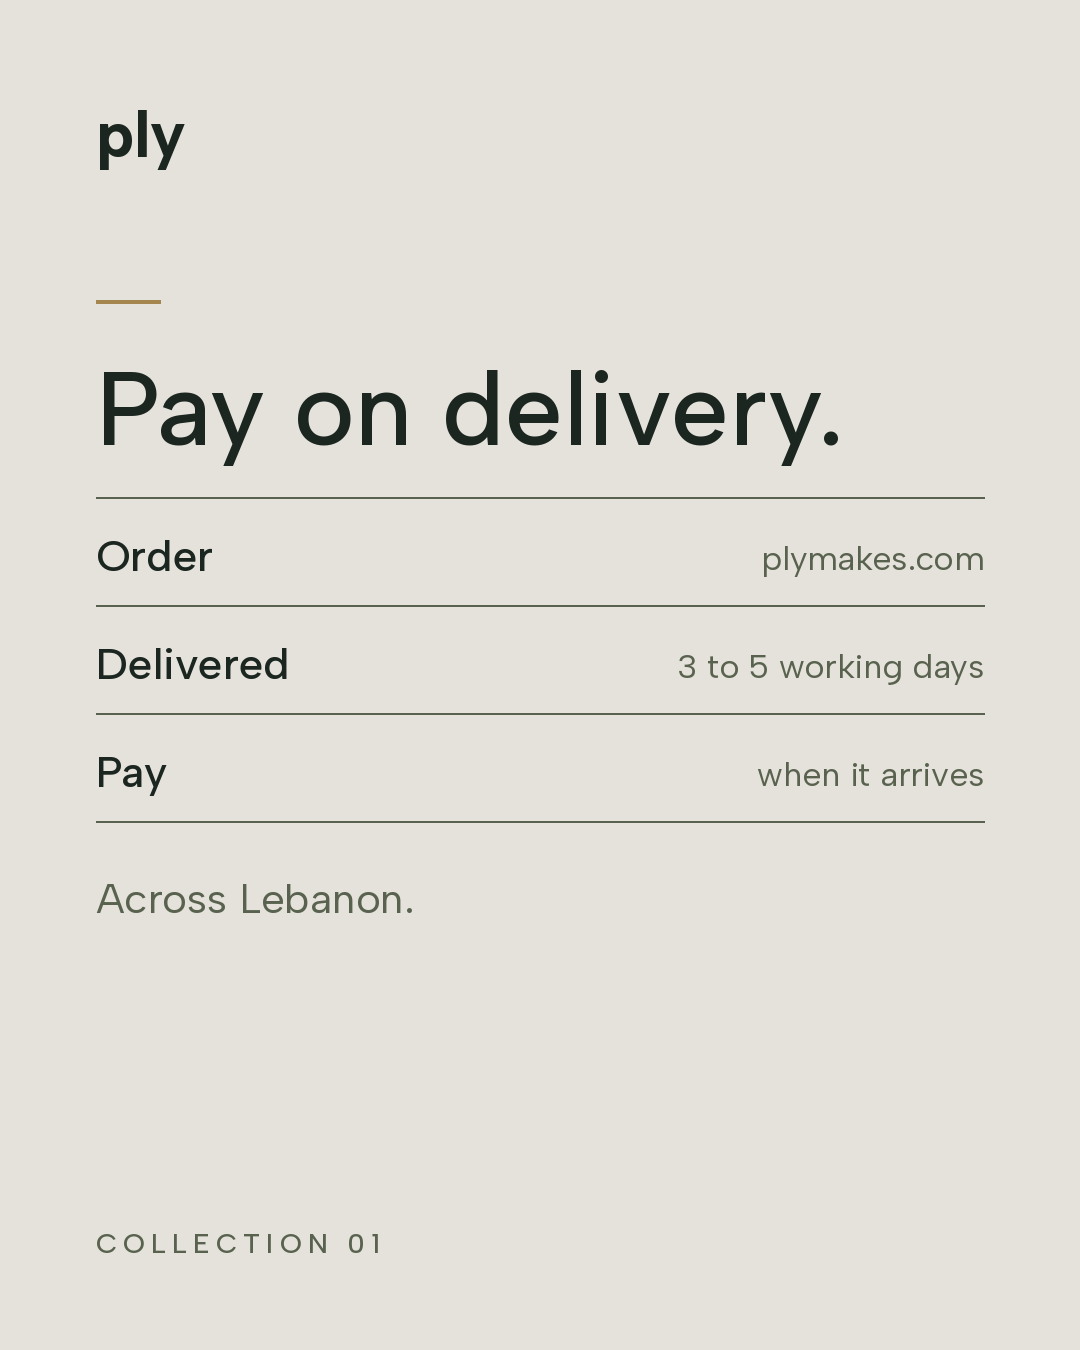 ply
Pay on delivery.
Order plymakes.com
Delivered 3 to 5 working days
Pay when it arrives
Across Lebanon.
COLLECTION 01